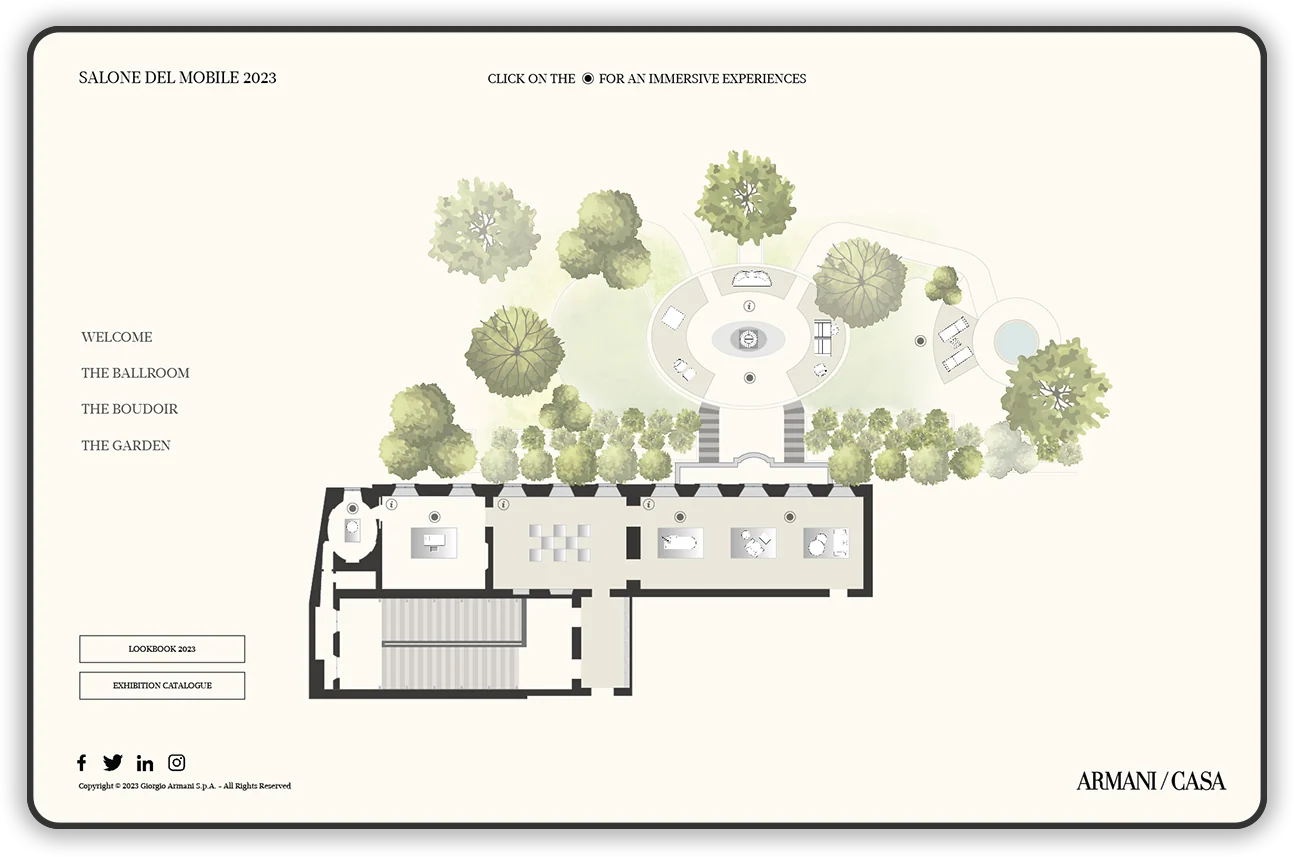 SALONE DEL MOBILE 2023
CLICK ON THE FOR AN IMMERSIVE EXPERIENCES
WELCOME
THE BALLROOM
THE BOUDOIR
THE GARDEN
i
i
i
i
LOOKBOOK 2023
EXHIBITION CATALOGUE
Copyright © 2023 Giorgio Armani S.p.A. - All Rights Reserved
ARMANI / CASA